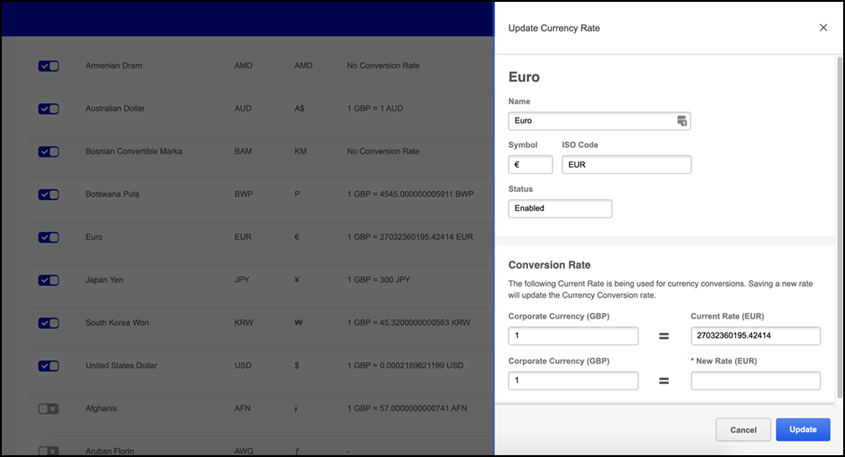 Armenian Dram AMD AMD No Conversion Rate
Australian Dollar AUD A$ 1 GBP = 1 AUD
Bosnian Convertible Marka BAM KM No Conversion Rate
Botswana Pula BWP P 1 GBP = 4545.000000005911 BWP
Euro EUR € 1 GBP = 27032360195.42414 EUR
Japan Yen JPY ¥ 1 GBP = 300 JPY
South Korea Won KRW ₩ 1 GBP = 45.3200000000563 KRW
United States Dollar USD $ 1 GBP = 0.0002189621199 USD
Afghanis AFN ؋ 1 GBP = 57.0000000000741 AFN
Aruban Florin AWG ƒ -
Update Currency Rate
Euro
Name
Euro
Symbol ISO Code
€ EUR
Status
Enabled
Conversion Rate
The following Current Rate is being used for currency conversions. Saving a new rate
will update the Currency Conversion rate.
Corporate Currency (GBP) Current Rate (EUR)
1 = 27032360195.42414
Corporate Currency (GBP) * New Rate (EUR)
1 =
Cancel Update